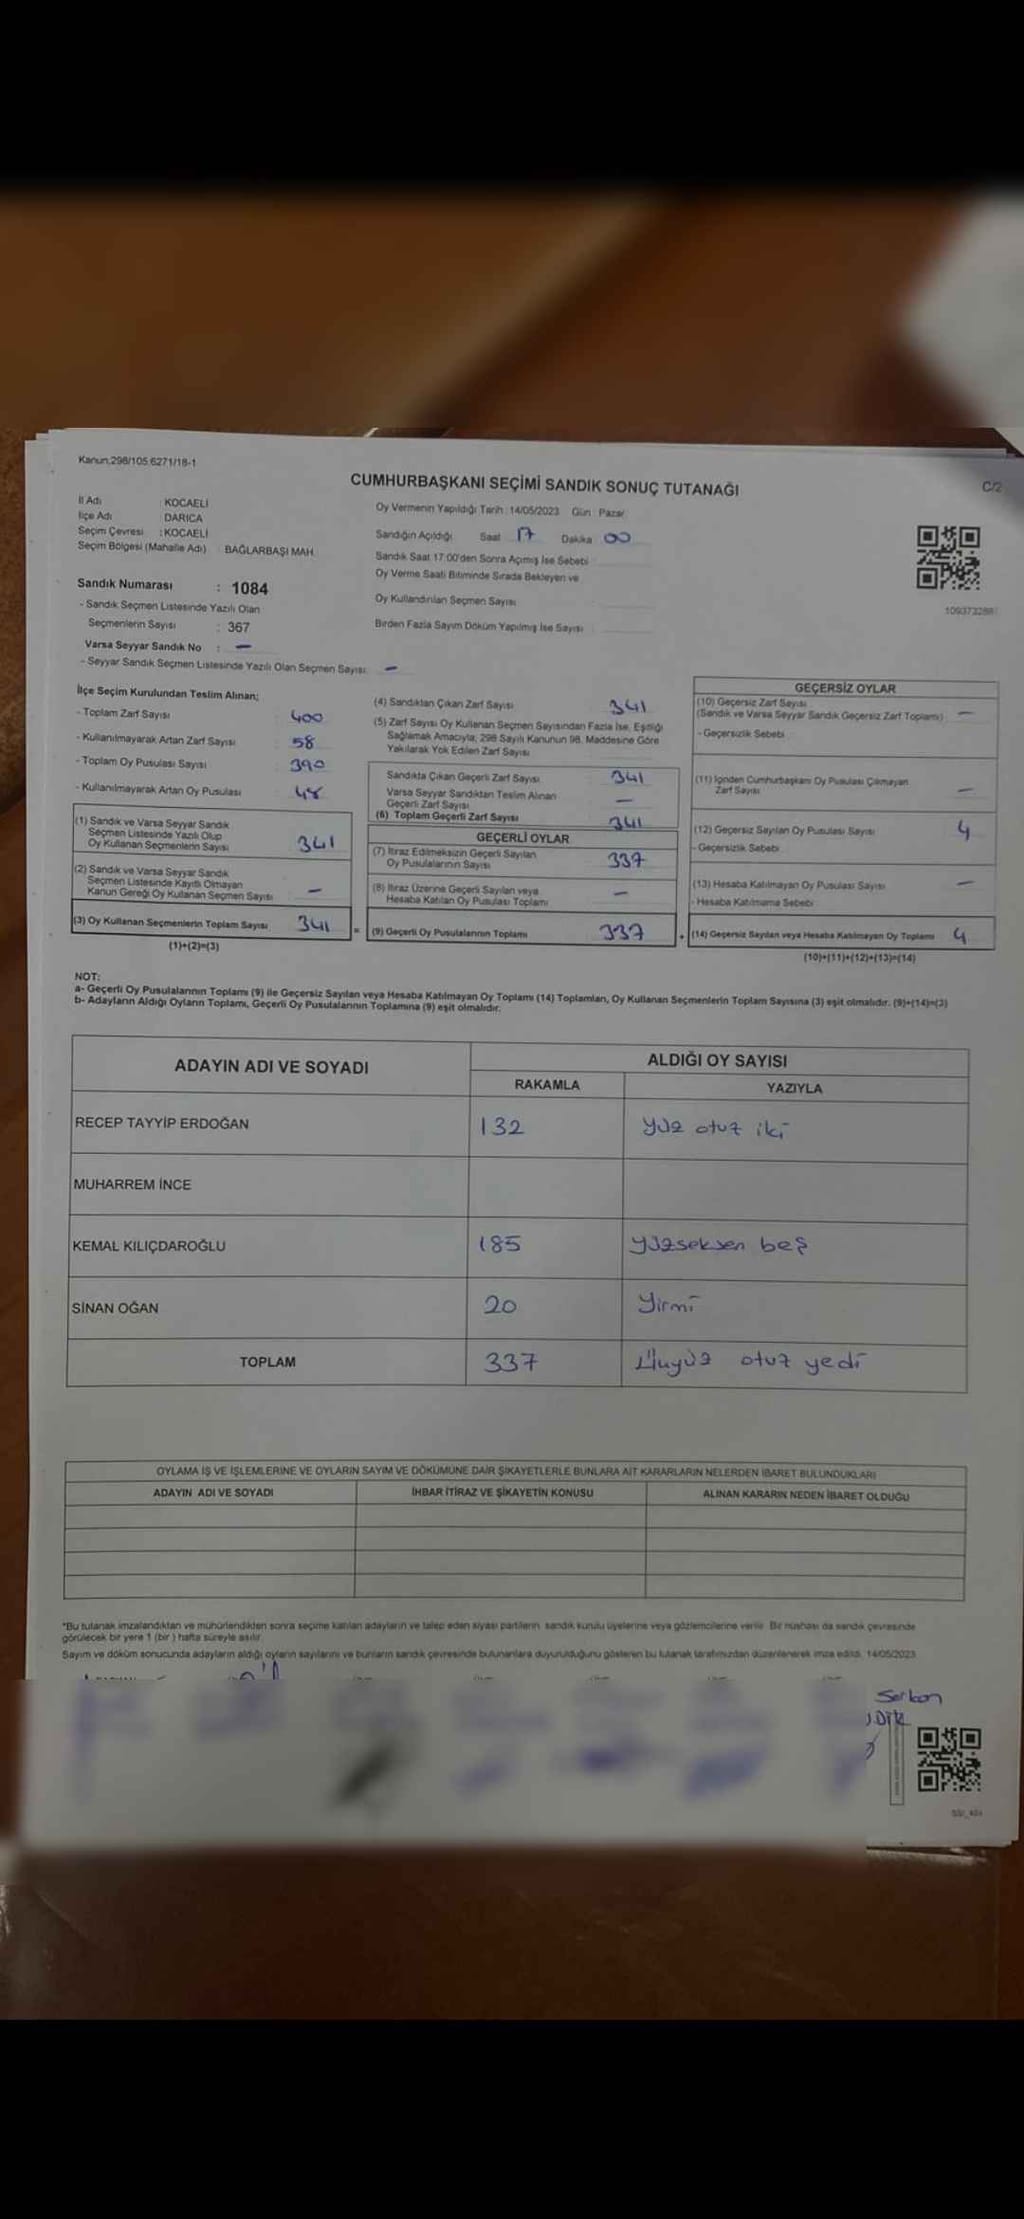 Kanun:298/105,6271/18-1
CUMHURBAŞKANI SEÇİMİ SANDIK SONUÇ TUTANAĞI
C/2
İl Adı : KOCAELİ
İlçe Adı DARICA
Seçim Çevresi : KOCAELİ
Seçim Bölgesi (Mahalle Adı) : BAĞLARBAŞI MAH.
Oy Vermenin Yapıldığı Tarih : 14/05/2023 Gün : Pazar
Sandığın Açıldığı Saat 17 Dakika 00
Sandık Saat 17:00'den Sonra Açımış İse Sebebi
Oy Verme Saati Bitiminde Sırada Bekleyen ve
Oy Kullandırılan Seçmen Sayısı
Birden Fazla Sayım Döküm Yapılmış İse Sayısı :
109373288
Sandık Numarası : 1084
- Sandık Seçmen Listesinde Yazılı Olan
Seçmenlerin Sayısı : 367
Varsa Seyyar Sandık No : —
- Seyyar Sandık Seçmen Listesinde Yazılı Olan Seçmen Sayısı: —
İlçe Seçim Kurulundan Teslim Alınan;
- Toplam Zarf Sayısı 400
- Kullanılmayarak Artan Zarf Sayısı 58
- Toplam Oy Pusulası Sayısı 390
- Kullanılmayarak Artan Oy Pusulası 48
(1) Sandık ve Varsa Seyyar Sandık
Seçmen Listesinde Yazılı Olup
Oy Kullanan Seçmenlerin Sayısı 341
(2) Sandık ve Varsa Seyyar Sandık
Seçmen Listesinde Kayıtlı Olmayan
Kanun Gereği Oy Kullanan Seçmen Sayısı —
(3) Oy Kullanan Seçmenlerin Toplam Sayısı 341
(1)+(2)=(3)
(4) Sandıktan Çıkan Zarf Sayısı 341
(5) Zarf Sayısı Oy Kullanan Seçmen Sayısından Fazla İse, Eşitliği
Sağlamak Amacıyla, 298 Sayılı Kanunun 98. Maddesine Göre
Yakılarak Yok Edilen Zarf Sayısı
Sandıkta Çıkan Geçerli Zarf Sayısı 341
Varsa Seyyar Sandıktan Teslim Alınan
Geçerli Zarf Sayısı —
(6) Toplam Geçerli Zarf Sayısı 341
GEÇERLİ OYLAR
(7) İtiraz Edilmeksizin Geçerli Sayılan
Oy Pusulalarının Sayısı 337
(8) İtiraz Üzerine Geçerli Sayılan veya
Hesaba Katılan Oy Pusulası Toplamı —
= (9) Geçerli Oy Pusulalarının Toplamı 337
GEÇERSİZ OYLAR
(10) Geçersiz Zarf Sayısı
(Sandık ve Varsa Seyyar Sandık Geçersiz Zarf Toplamı) —
- Geçersizlik Sebebi
(11) İçinden Cumhurbaşkanı Oy Pusulası Çıkmayan
Zarf Sayısı —
(12) Geçersiz Sayılan Oy Pusulası Sayısı 4
- Geçersizlik Sebebi
(13) Hesaba Katılmayan Oy Pusulası Sayısı —
- Hesaba Katılmama Sebebi
+ (14) Geçersiz Sayılan veya Hesaba Katılmayan Oy Toplamı 4
(10)+(11)+(12)+(13)=(14)
NOT:
a- Geçerli Oy Pusulalarının Toplamı (9) ile Geçersiz Sayılan veya Hesaba Katılmayan Oy Toplamı (14) Toplamları, Oy Kullanan Seçmenlerin Toplam Sayısına (3) eşit olmalıdır. (9)+(14)=(3)
b- Adayların Aldığı Oyların Toplamı, Geçerli Oy Pusulalarının Toplamına (9) eşit olmalıdır.
ADAYIN ADI VE SOYADI
ALDIĞI OY SAYISI
RAKAMLA YAZIYLA
RECEP TAYYİP ERDOĞAN 132 yüz otuz iki
MUHARREM İNCE
KEMAL KILIÇDAROĞLU 185 yüzseksen beş
SİNAN OĞAN 20 yirmi
TOPLAM 337 Üçyüz otuz yedi
OYLAMA İŞ VE İŞLEMLERİNE VE OYLARIN SAYIM VE DÖKÜMÜNE DAİR ŞİKAYETLERLE BUNLARA AİT KARARLARIN NELERDEN İBARET BULUNDUKLARI
ADAYIN ADI VE SOYADI İHBAR İTİRAZ VE ŞİKAYETİN KONUSU ALINAN KARARIN NEDEN İBARET OLDUĞU
*Bu tutanak imzalandıktan ve mühürlendikten sonra seçime katılan adayların ve talep eden siyasi partilerin sandık kurulu üyelerine veya gözlemcilerine verilir. Bir nüshası da sandık çevresinde
görülecek bir yere 1 (bir) hafta süreyle asılır.
Sayım ve döküm sonucunda adayların aldığı oyların sayılarını ve bunların sandık çevresinde bulunanlara duyurulduğunu gösteren bu tutanak tarafımızdan düzenlenerek imza edildi. 14/05/2023
Serkan